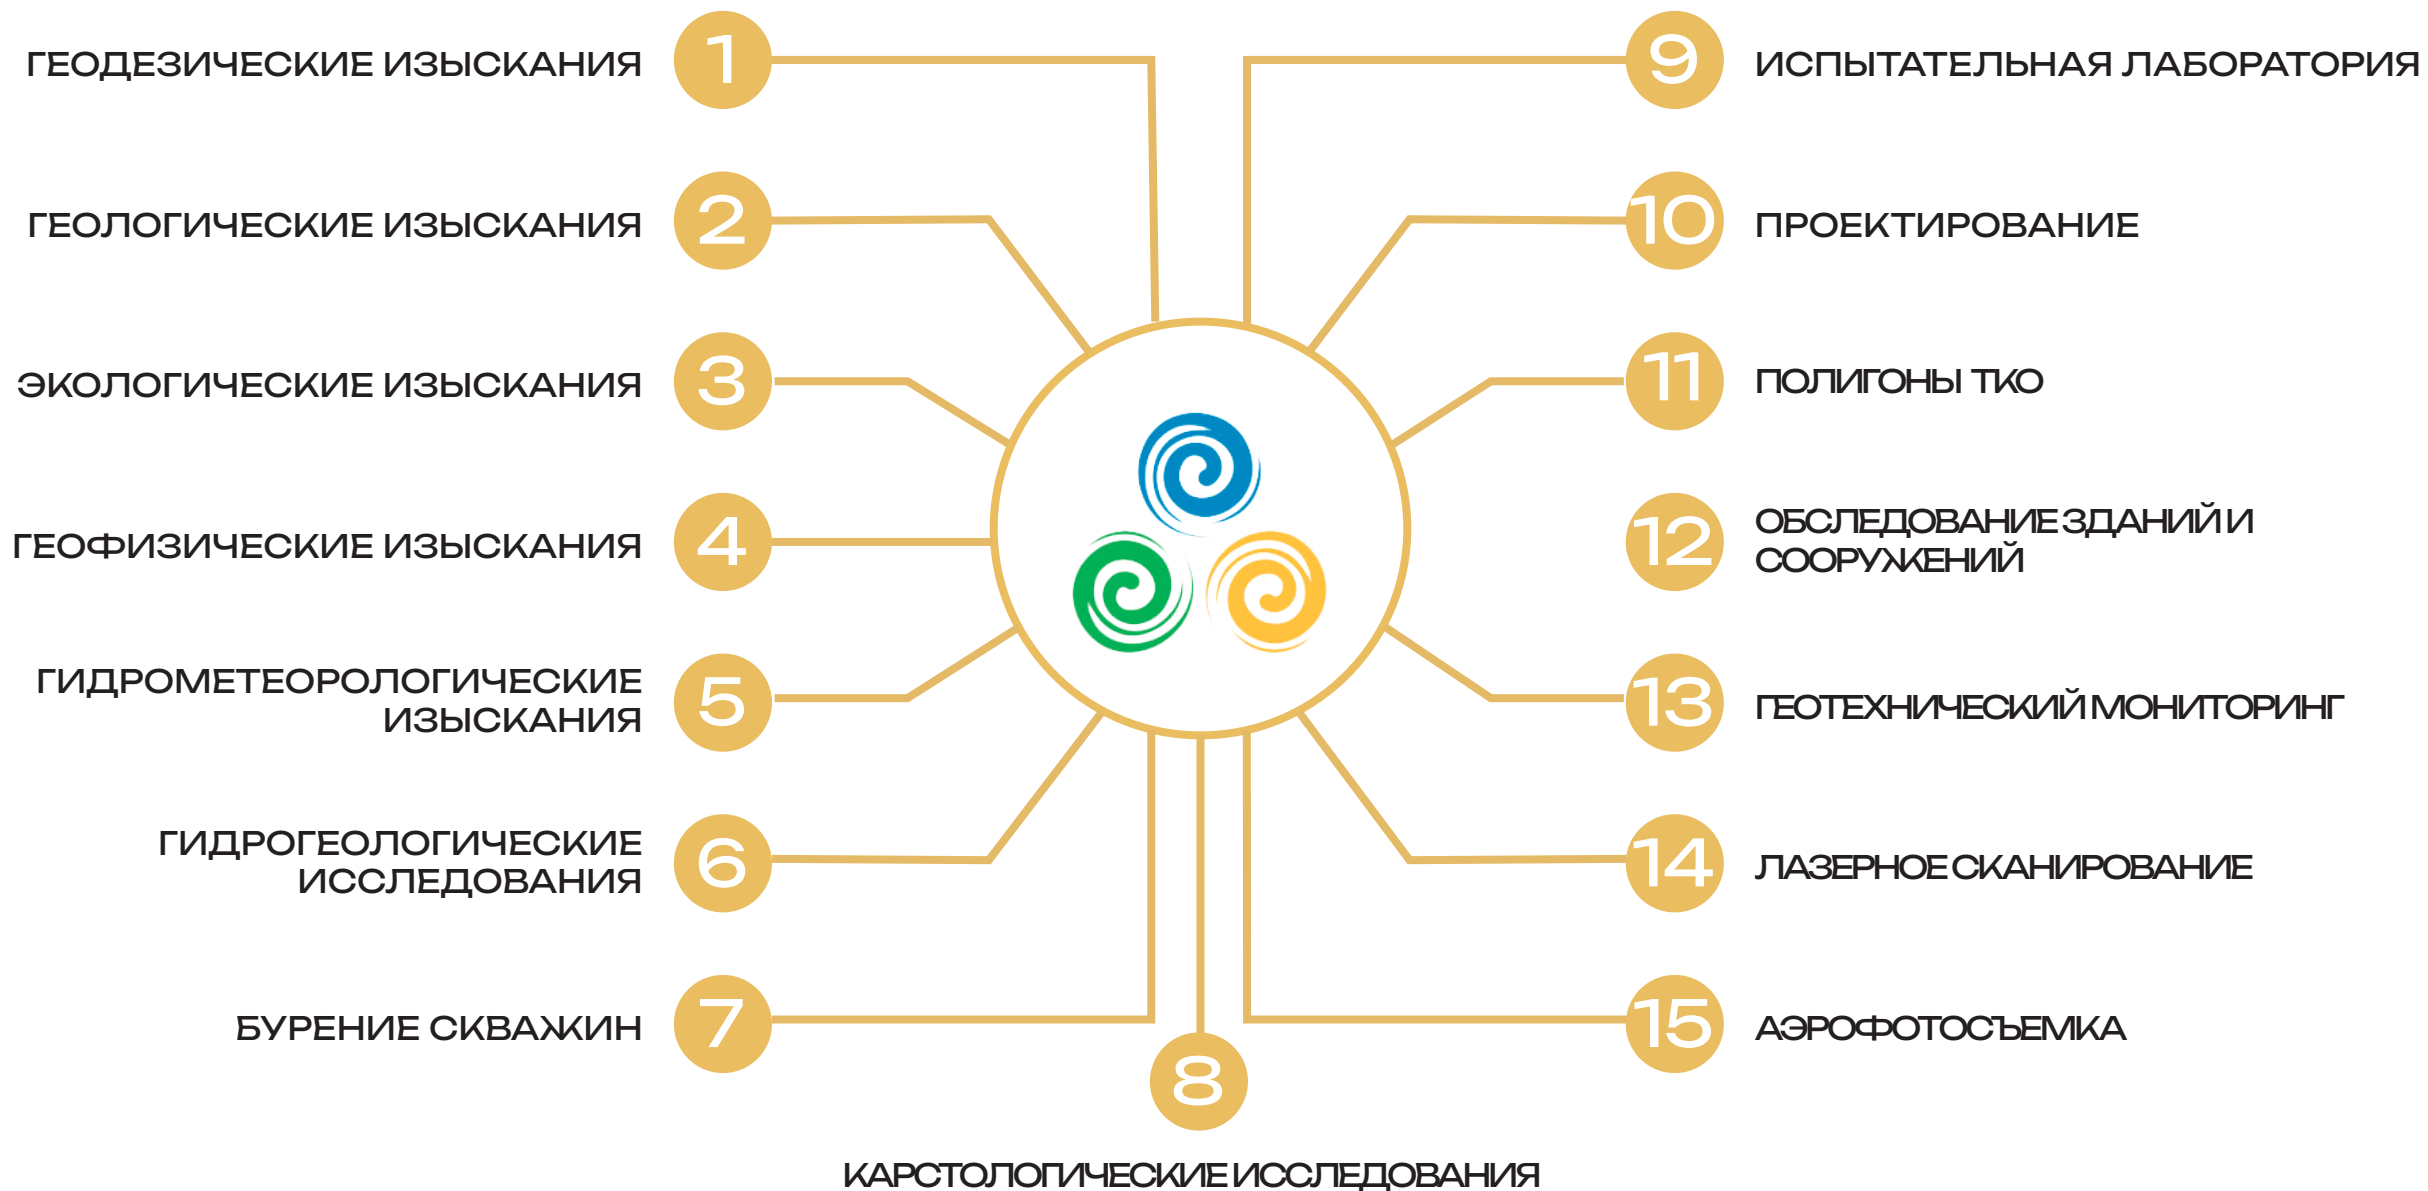 ГЕОДЕЗИЧЕСКИЕ ИЗЫСКАНИЯ
1
ГЕОЛОГИЧЕСКИЕ ИЗЫСКАНИЯ
2
ЭКОЛОГИЧЕСКИЕ ИЗЫСКАНИЯ
3
ГЕОФИЗИЧЕСКИЕ ИЗЫСКАНИЯ
4
ГИДРОМЕТЕОРОЛОГИЧЕСКИЕ
ИЗЫСКАНИЯ
5
ГИДРОГЕОЛОГИЧЕСКИЕ
ИССЛЕДОВАНИЯ
6
БУРЕНИЕ СКВАЖИН
7
8
КАРСТОЛОГИЧЕСКИЕ ИССЛЕДОВАНИЯ
9
ИСПЫТАТЕЛЬНАЯ ЛАБОРАТОРИЯ
10
ПРОЕКТИРОВАНИЕ
11
ПОЛИГОНЫ ТКО
12
ОБСЛЕДОВАНИЕ ЗДАНИЙ И
СООРУЖЕНИЙ
13
ГЕОТЕХНИЧЕСКИЙ МОНИТОРИНГ
14
ЛАЗЕРНОЕ СКАНИРОВАНИЕ
15
АЭРОФОТОСЪЕМКА